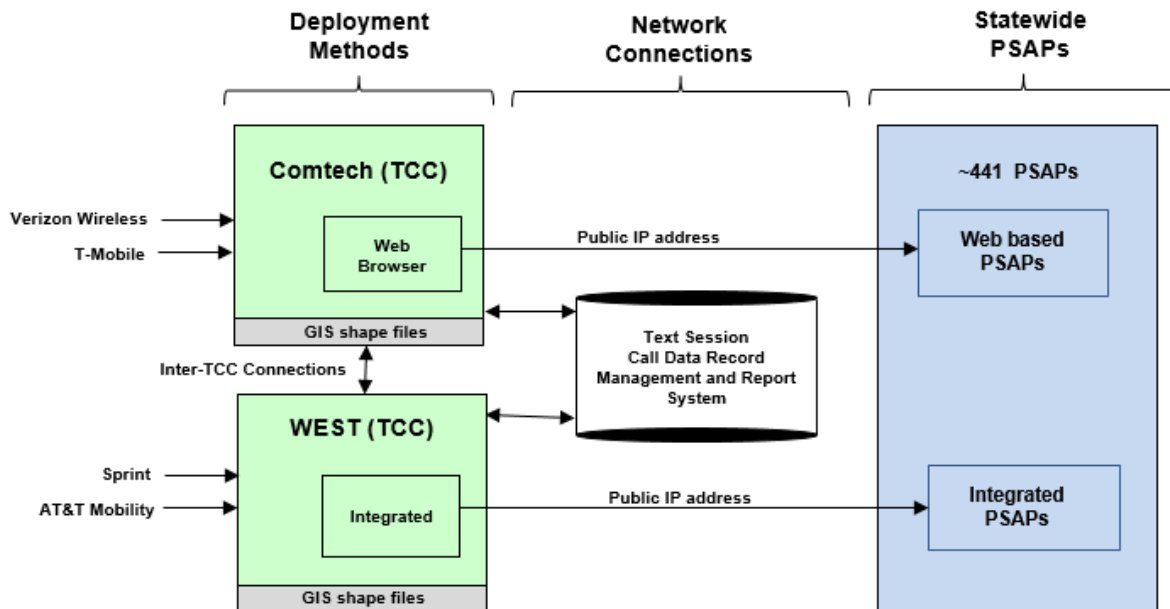 Deployment
Methods
Network
Connections
Statewide
PSAPs
Comtech (TCC)
~441 PSAPs
Verizon Wireless
T-Mobile
Web
Browser
Public IP address
Web based
PSAPs
GIS shape files
Text Session
Call Data Record
Management and Report
System
Inter-TCC Connections
WEST (TCC)
Sprint
AT&T Mobility
Integrated
Public IP address
Integrated
PSAPs
GIS shape files